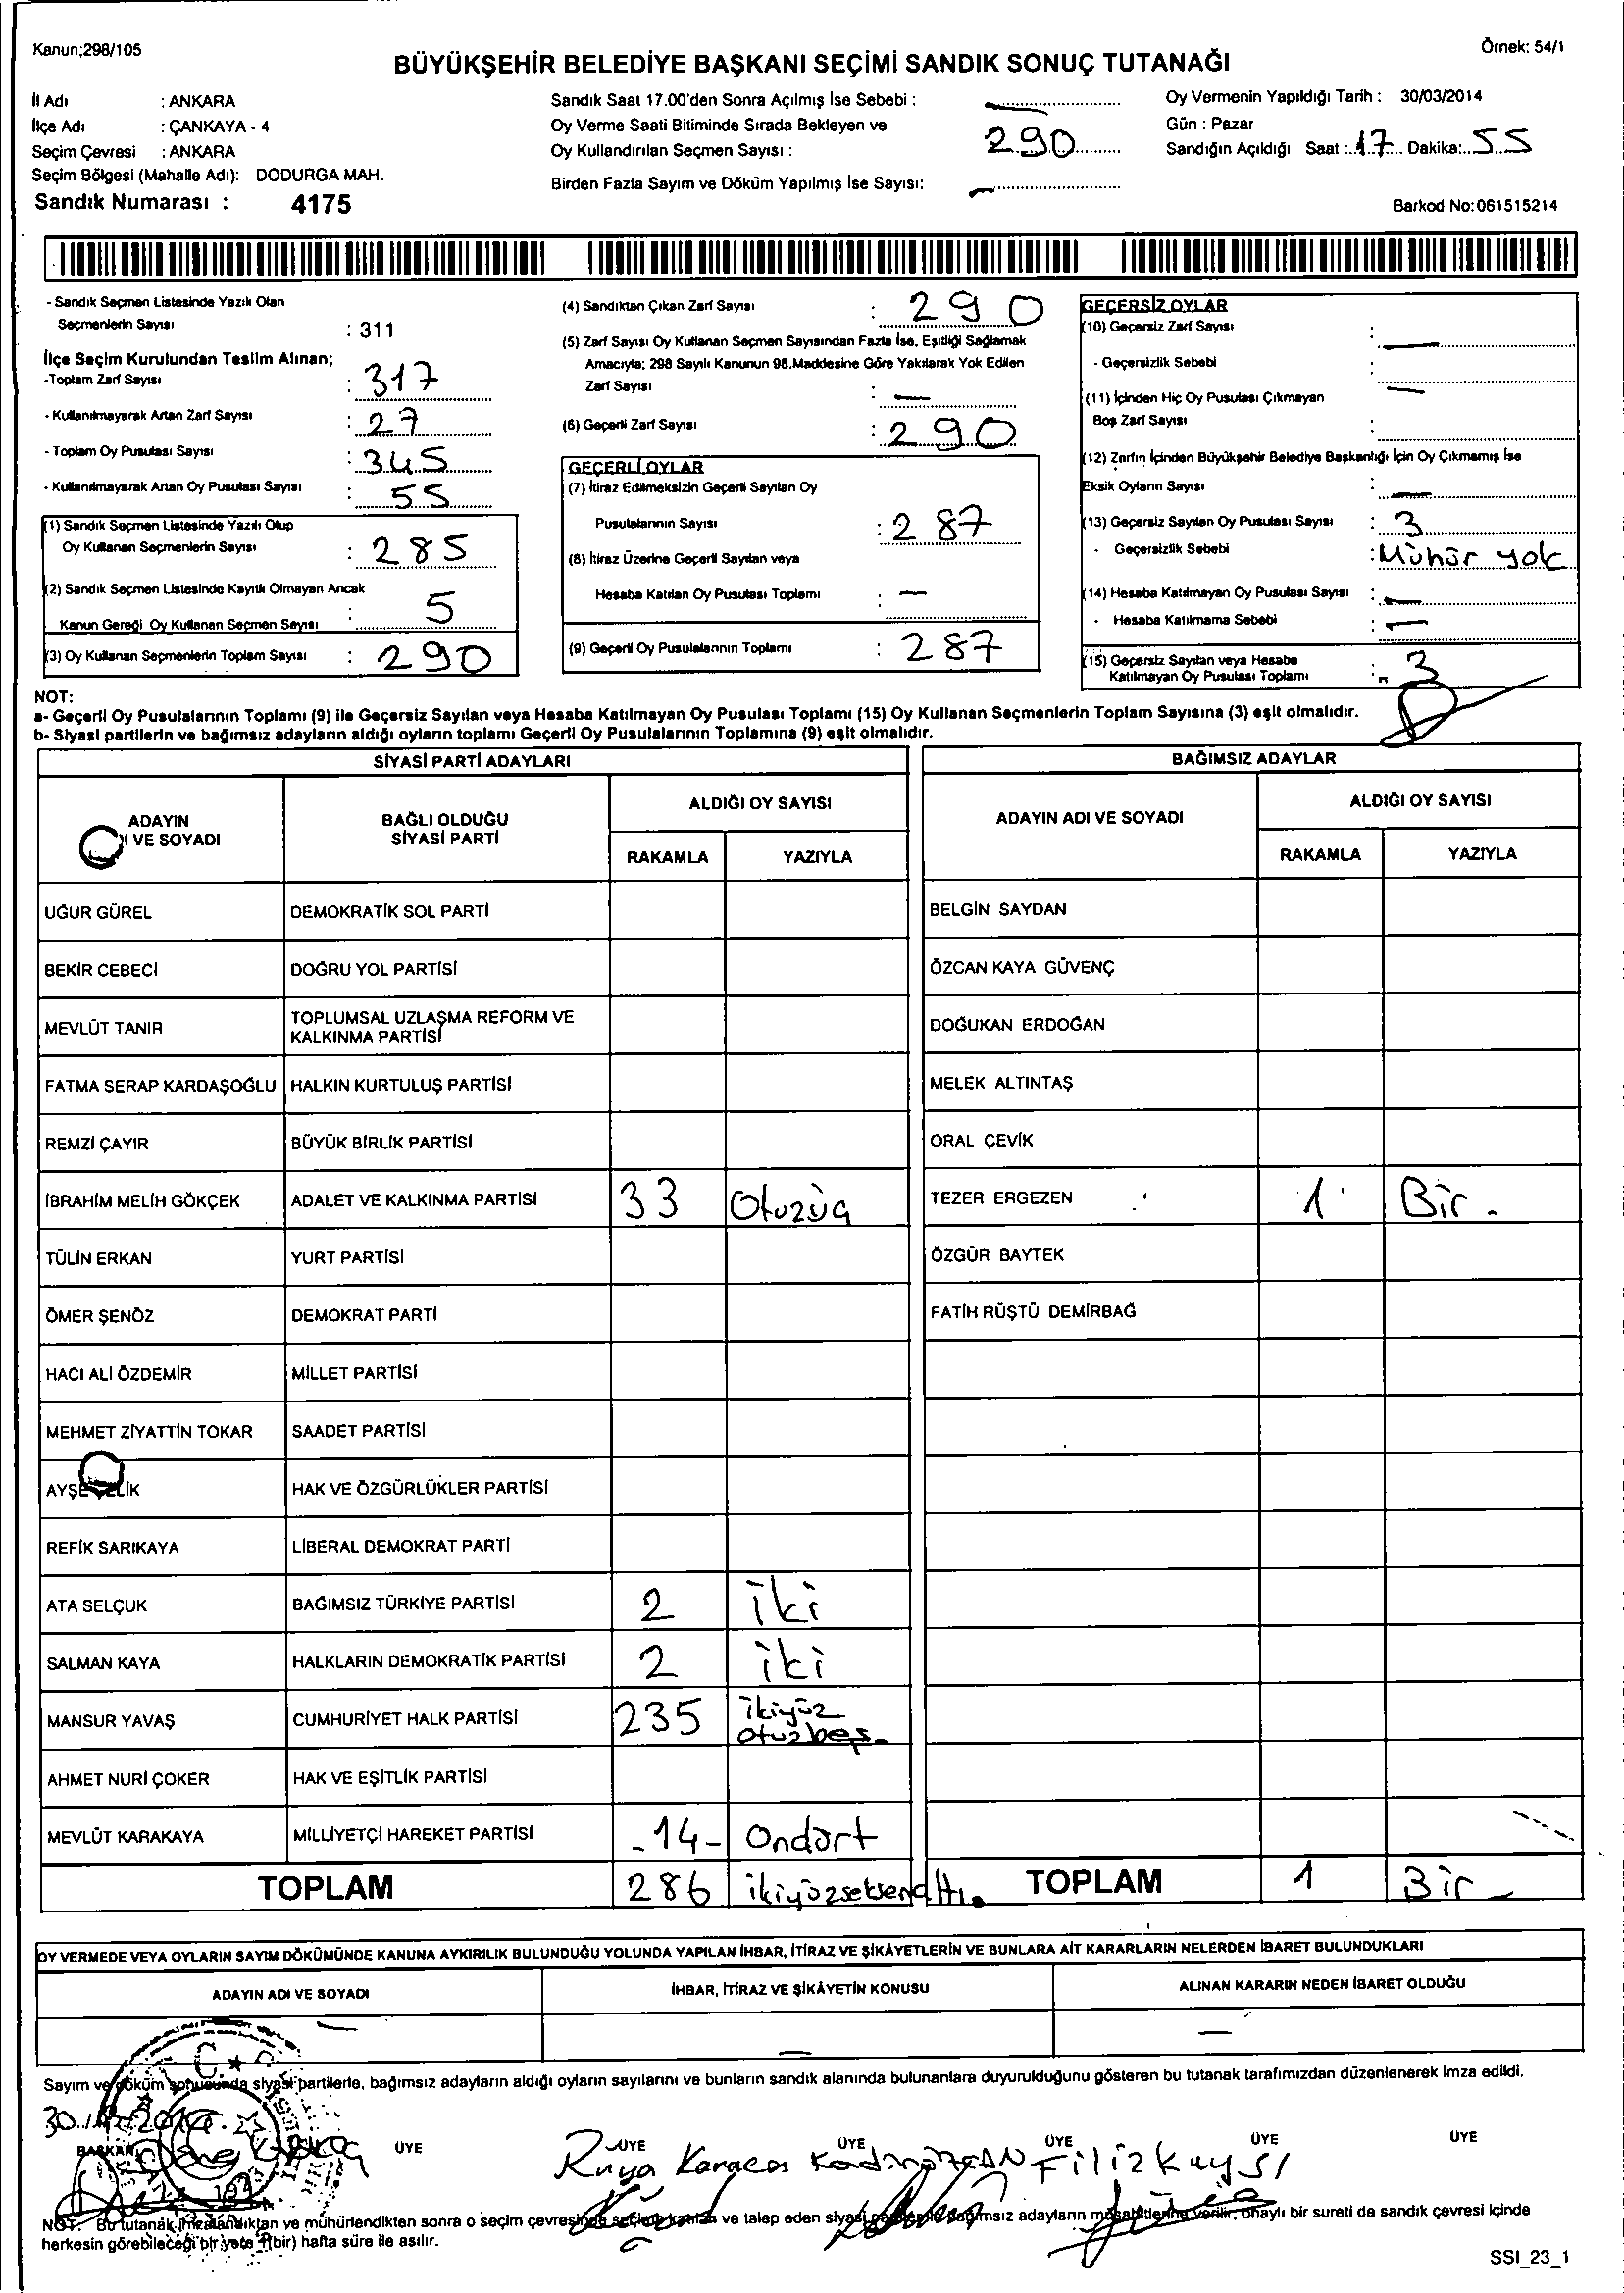 Kanun;298/105
Örnek: 54/1
BÜYÜKŞEHİR BELEDİYE BAŞKANI SEÇİMİ SANDIK SONUÇ TUTANAĞI
İl Adı : ANKARA
İlçe Adı : ÇANKAYA - 4
Seçim Çevresi : ANKARA
Seçim Bölgesi (Mahalle Adı): DODURGA MAH.
Sandık Numarası : 4175
Sandık Saat 17.00'den Sonra Açılmış İse Sebebi :
Oy Verme Saati Bitiminde Sırada Bekleyen ve
Oy Kullandırılan Seçmen Sayısı : 290
Birden Fazla Sayım ve Döküm Yapılmış İse Sayısı:
Oy Vermenin Yapıldığı Tarih : 30/03/2014
Gün : Pazar
Sandığın Açıldığı Saat : 17 Dakika: 55
Barkod No:061515214
- Sandık Seçmen Listesinde Yazılı Olan
Seçmenlerin Sayısı : 311
İlçe Seçim Kurulundan Teslim Alınan;
-Toplam Zarf Sayısı : 317
- Kullanılmayarak Artan Zarf Sayısı : 27
- Toplam Oy Pusulası Sayısı : 345
- Kullanılmayarak Artan Oy Pusulası Sayısı : 55
(1) Sandık Seçmen Listesinde Yazılı Olup
Oy Kullanan Seçmenlerin Sayısı : 285
(2) Sandık Seçmen Listesinde Kayıtlı Olmayan Ancak
Kanun Gereği Oy Kullanan Seçmen Sayısı : 5
(3) Oy Kullanan Seçmenlerin Toplam Sayısı : 290
(4) Sandıktan Çıkan Zarf Sayısı : 290
(5) Zarf Sayısı Oy Kullanan Seçmen Sayısından Fazla İse, Eşitliği Sağlamak
Amacıyla; 298 Sayılı Kanunun 98.Maddesine Göre Yakılarak Yok Edilen
Zarf Sayısı : —
(6) Geçerli Zarf Sayısı : 290
GEÇERLİ OYLAR
(7) İtiraz Edilmeksizin Geçerli Sayılan Oy
Pusulalarının Sayısı : 287
(8) İtiraz Üzerine Geçerli Sayılan veya
Hesaba Katılan Oy Pusulası Toplamı : —
(9) Geçerli Oy Pusulalarının Toplamı : 287
GEÇERSİZ OYLAR
(10) Geçersiz Zarf Sayısı : —
- Geçersizlik Sebebi :
(11) İçinden Hiç Oy Pusulası Çıkmayan —
Boş Zarf Sayısı :
(12) Zarfın İçinden Büyükşehir Belediye Başkanlığı İçin Oy Çıkmamış İse
Eksik Oyların Sayısı : —
(13) Geçersiz Sayılan Oy Pusulası Sayısı : 3
- Geçersizlik Sebebi : Mühür yok
(14) Hesaba Katılmayan Oy Pusulası Sayısı : —
- Hesaba Katılmama Sebebi : —
(15) Geçersiz Sayılan veya Hesaba
Katılmayan Oy Pusulası Toplamı : 3
NOT:
a- Geçerli Oy Pusulalarının Toplamı (9) ile Geçersiz Sayılan veya Hesaba Katılmayan Oy Pusulası Toplamı (15) Oy Kullanan Seçmenlerin Toplam Sayısına (3) eşit olmalıdır.
b- Siyasi partilerin ve bağımsız adayların aldığı oyların toplamı Geçerli Oy Pusulalarının Toplamına (9) eşit olmalıdır.
SİYASİ PARTİ ADAYLARI
ADAYIN
I VE SOYADI
BAĞLI OLDUĞU
SİYASİ PARTİ
ALDIĞI OY SAYISI
RAKAMLA YAZIYLA
UĞUR GÜREL DEMOKRATİK SOL PARTİ
BEKİR CEBECİ DOĞRU YOL PARTİSİ
MEVLÜT TANIR TOPLUMSAL UZLAŞMA REFORM VE
KALKINMA PARTİSİ
FATMA SERAP KARDAŞOĞLU HALKIN KURTULUŞ PARTİSİ
REMZİ ÇAYIR BÜYÜK BİRLİK PARTİSİ
İBRAHİM MELİH GÖKÇEK ADALET VE KALKINMA PARTİSİ 33 Otuzüç
TÜLİN ERKAN YURT PARTİSİ
ÖMER ŞENÖZ DEMOKRAT PARTİ
HACI ALİ ÖZDEMİR MİLLET PARTİSİ
MEHMET ZİYATTİN TOKAR SAADET PARTİSİ
AYŞE ÇELİK HAK VE ÖZGÜRLÜKLER PARTİSİ
REFİK SARIKAYA LİBERAL DEMOKRAT PARTİ
ATA SELÇUK BAĞIMSIZ TÜRKİYE PARTİSİ 2 iki
SALMAN KAYA HALKLARIN DEMOKRATİK PARTİSİ 2 iki
MANSUR YAVAŞ CUMHURİYET HALK PARTİSİ 235 ikiyüz
otuzbeş
AHMET NURİ ÇOKER HAK VE EŞİTLİK PARTİSİ
MEVLÜT KARAKAYA MİLLİYETÇİ HAREKET PARTİSİ -14- Ondört
TOPLAM 286 ikiyüzseksenaltı.
BAĞIMSIZ ADAYLAR
ADAYIN ADI VE SOYADI
ALDIĞI OY SAYISI
RAKAMLA YAZIYLA
BELGİN SAYDAN
ÖZCAN KAYA GÜVENÇ
DOĞUKAN ERDOĞAN
MELEK ALTINTAŞ
ORAL ÇEVİK
TEZER ERGEZEN 1 Bir.
ÖZGÜR BAYTEK
FATİH RÜŞTÜ DEMİRBAĞ
TOPLAM 1 Bir
OY VERMEDE VEYA OYLARIN SAYIM DÖKÜMÜNDE KANUNA AYKIRILIK BULUNDUĞU YOLUNDA YAPILAN İHBAR, İTİRAZ VE ŞİKÂYETLERİN VE BUNLARA AİT KARARLARIN NELERDEN İBARET BULUNDUKLARI
ADAYIN ADI VE SOYADI İHBAR, İTİRAZ VE ŞİKÂYETİN KONUSU ALINAN KARARIN NEDEN İBARET OLDUĞU
— — —
Sayım ve döküm sonucunda siyasi partilerle, bağımsız adayların aldığı oyların sayılarını ve bunların sandık alanında bulunanlara duyurulduğunu gösteren bu tutanak tarafımızdan düzenlenerek imza edildi.
BAŞKAN ÜYE ÜYE ÜYE ÜYE ÜYE ÜYE
Rüya Karacas Filiz Kaysı
NOT: Bu tutanak imzalandıktan ve mühürlendikten sonra o seçim çevresinde seçime katılan ve talep eden siyasi partilerle bağımsız adayların müşahitlerine verilir, onaylı bir sureti de sandık çevresi içinde
herkesin görebileceği bir yere 1(bir) hafta süre ile asılır.
SSI_23_1